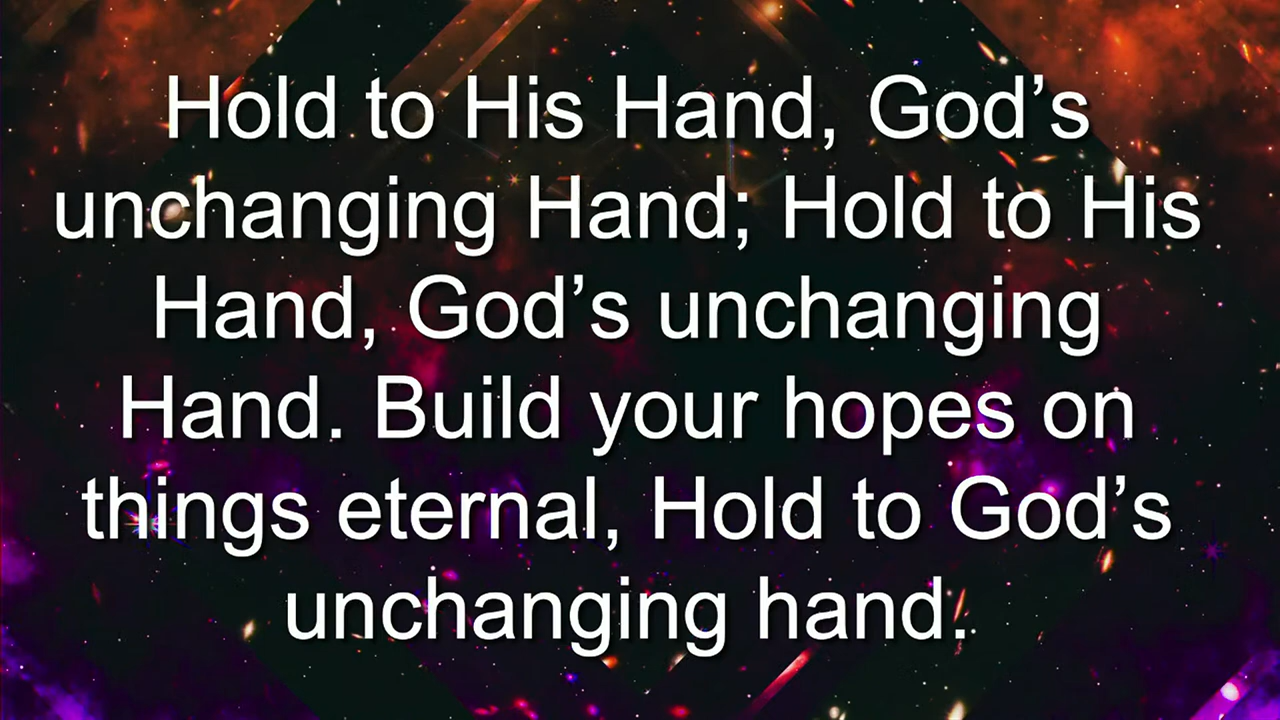 Hold to His Hand, God’s
unchanging Hand; Hold to His
Hand, God’s unchanging
Hand. Build your hopes on
things eternal, Hold to God’s
unchanging hand.